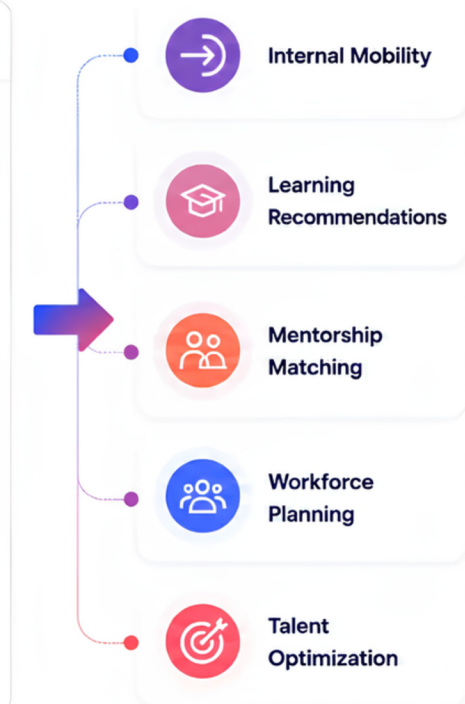 Internal Mobility
Learning
Recommendations
Mentorship
Matching
Workforce
Planning
Talent
Optimization